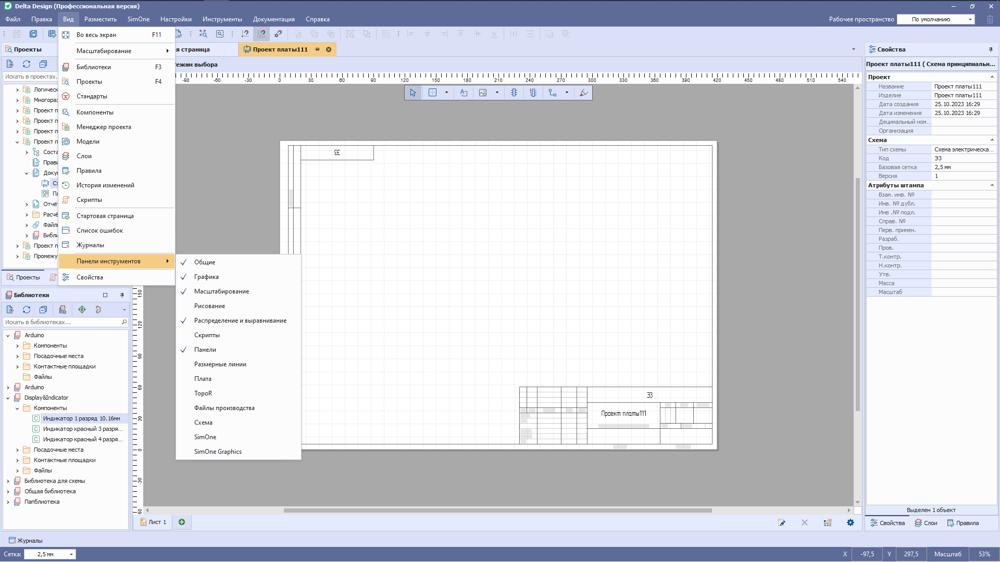 Delta Design (Профессиональная версия)
Файл Правка Вид Разместить SimOne Настройки Инструменты Документация Справка
Рабочее пространство По умолчанию
Проекты
Искать в проектах.
Логическ
Многораз
Проект п
Проект п
Проект п
Проект п
Соста
Прави
Докум
Сх
Пл
Отчё
Расчё
Файл
Библи
Проект п
Промежу
Проекты
Во весь экран F11
Масштабирование
Библиотеки F3
Проекты F4
Стандарты
Компоненты
Менеджер проекта
Модели
Слои
Правила
История изменений
Скрипты
Стартовая страница
Список ошибок
Журналы
Панели инструментов
Свойства
Общие
Графика
Масштабирование
Рисование
Распределение и выравнивание
Скрипты
Панели
Размерные линии
Плата
TopoR
Файлы производства
Схема
SimOne
SimOne Graphics
я страница
Проект платы111
ежим выбора
-90 -60 -30 0 30 60 90 120 150 180 210 240 270 300 330 360 390 420 450 480 510 540
150
120
90
60
30
0
-30
-60
ЭЗ
ЭЗ
Проект платы111
Библиотеки
Искать в библиотеках...
Arduino
Компоненты
Посадочные места
Контактные площадки
Файлы
Arduino
Display&Indicator
Компоненты
Индикатор 1 разряд 10.16мм
Индикатор красный 3 разря...
Индикатор красный 4 разря...
Посадочные места
Контактные площадки
Файлы
Библиотека для схемы
Общая библиотека
Папблиотека
Лист 1
Свойства
Проект платы111 ( Схема принципиальн...
Проект
Название Проект платы111
Изделие Проект платы111
Дата создания 25.10.2023 16:29
Дата изменения 25.10.2023 16:29
Децимальный ном...
Организация
Схема
Тип схемы Схема электрическа...
Код ЭЗ
Базовая сетка 2,5 мм
Версия 1
Атрибуты штампа
Взам. инв. №
Инв. № дубл.
Инв .№ подл.
Справ. №
Перв. примен.
Разраб.
Пров.
Т.контр.
Н.контр.
Утв.
Масса
Масштаб
Выделен 1 объект
Свойства Слои Правила
Журналы
Сетка: 2,5 мм
X -97,5 Y 297,5 Масштаб 53%